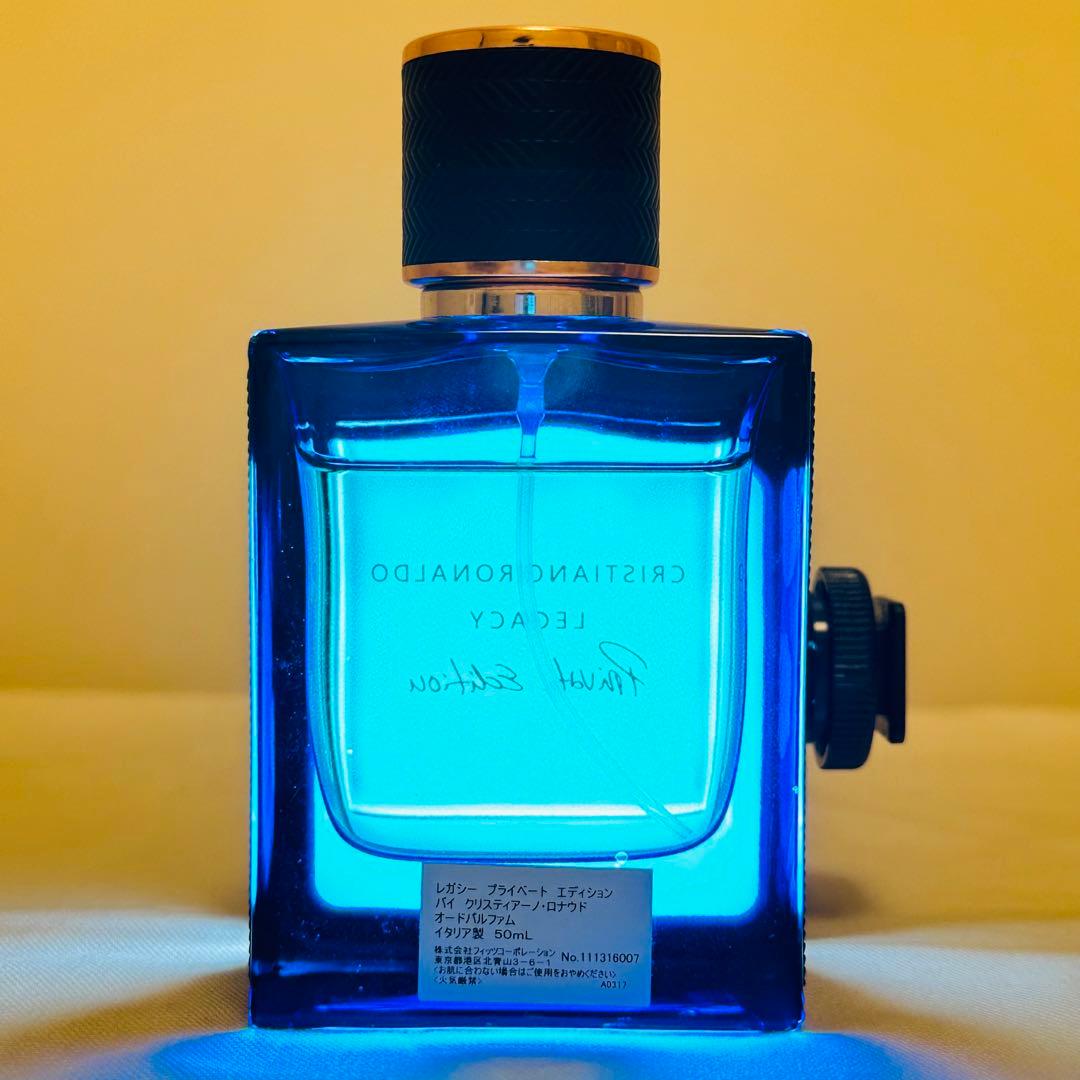 CRISTIANO RONALDO
LEGACY
Privat Edition
レガシー プライベート エディション
バイ クリスティアーノ・ロナウド
オードパルファム
イタリア製 50mL
株式会社フィッツコーポレーション
東京都港区北青山3-6-1 No.111316007
<お肌に合わない場合はご使用をおやめください>
<火気厳禁> A0317